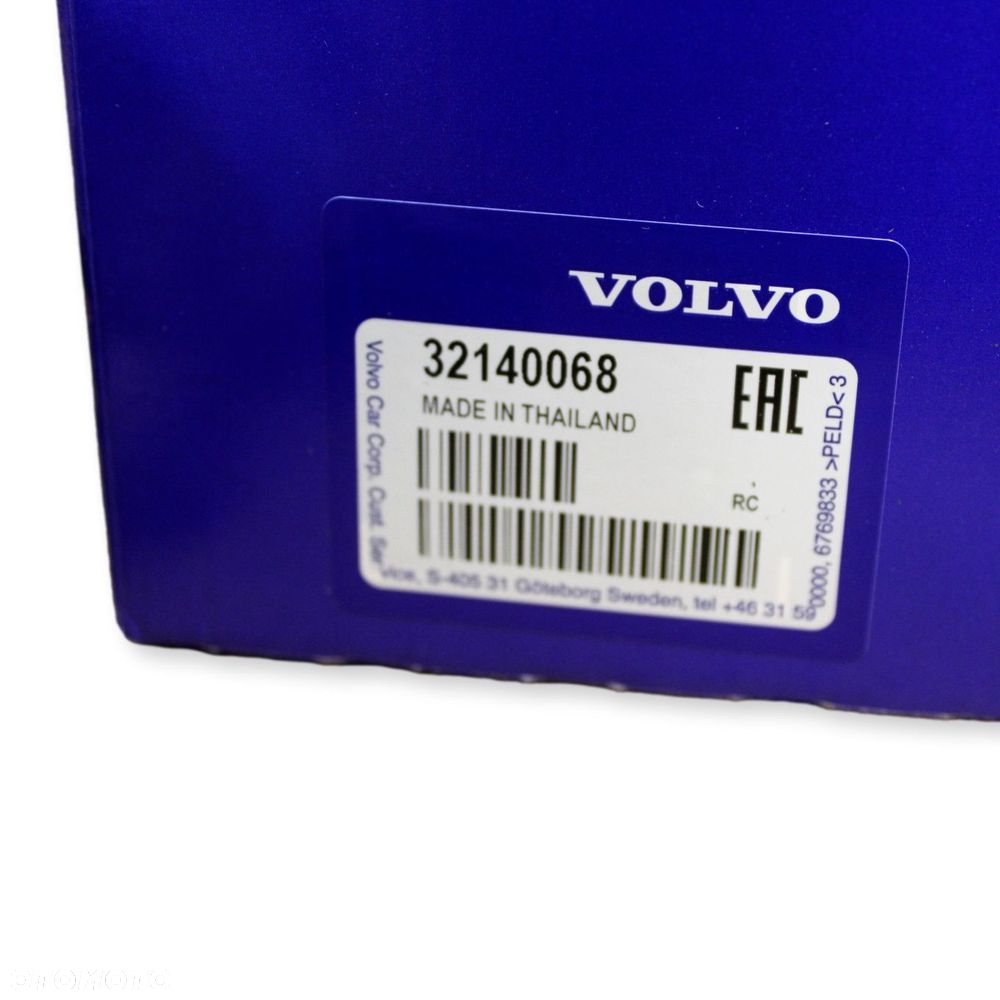 VOLVO
32140068
MADE IN THAILAND
EAC
RC
Volvo Car Corp. Cust. Service, S-405 31 Göteborg Sweden, tel +46 31 59 0000, 6769833 >PELD< 3
OTOMOTO